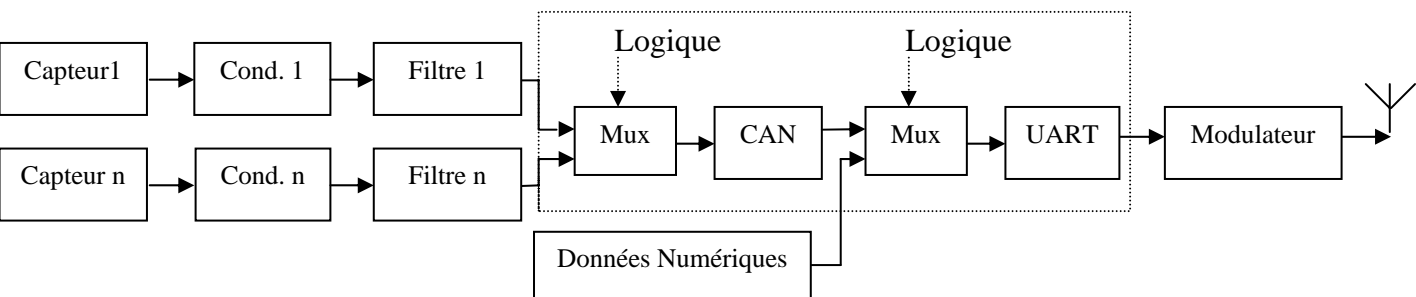 Logique
Logique
Capteur1
Cond. 1
Filtre 1
Mux
CAN
Mux
UART
Modulateur
Capteur n
Cond. n
Filtre n
Données Numériques